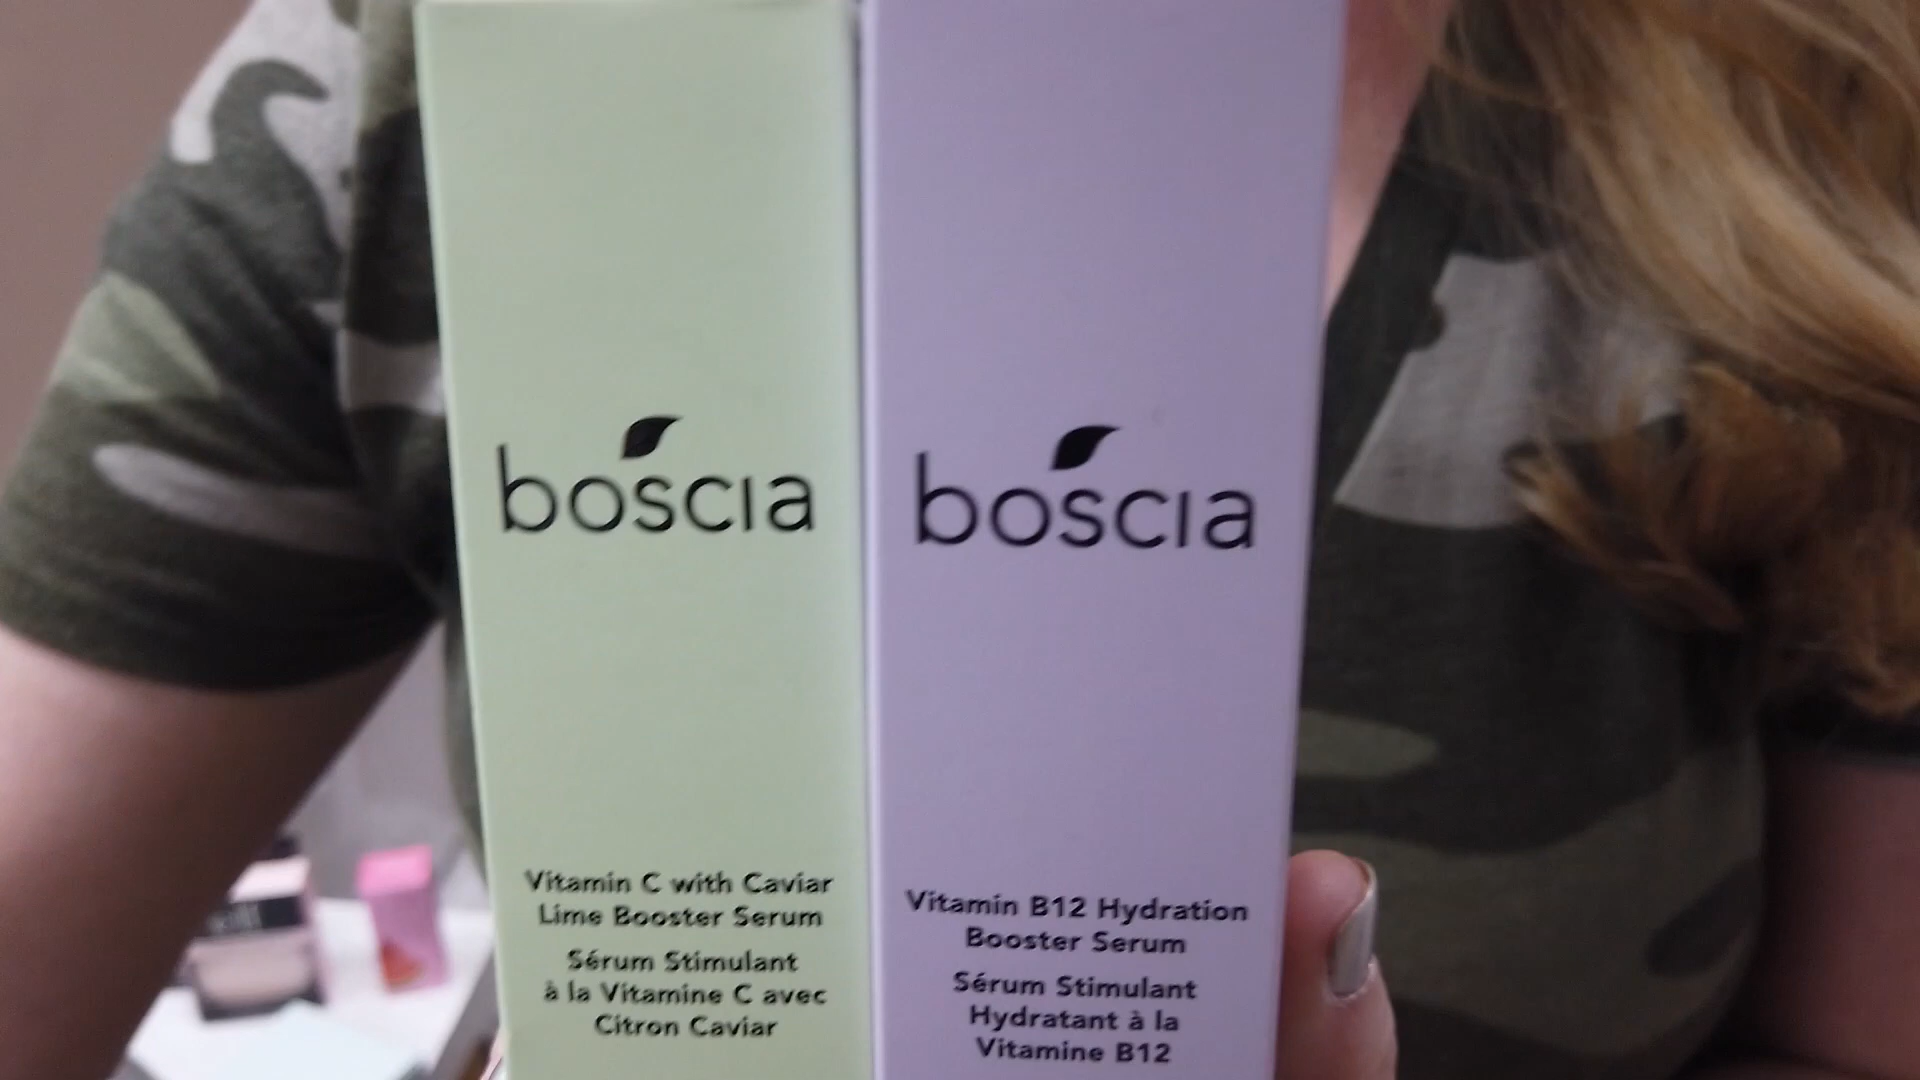 boscia
Vitamin C with Caviar
Lime Booster Serum
Sérum Stimulant
à la Vitamine C avec
Citron Caviar
boscia
Vitamin B12 Hydration
Booster Serum
Sérum Stimulant
Hydratant à la
Vitamine B12